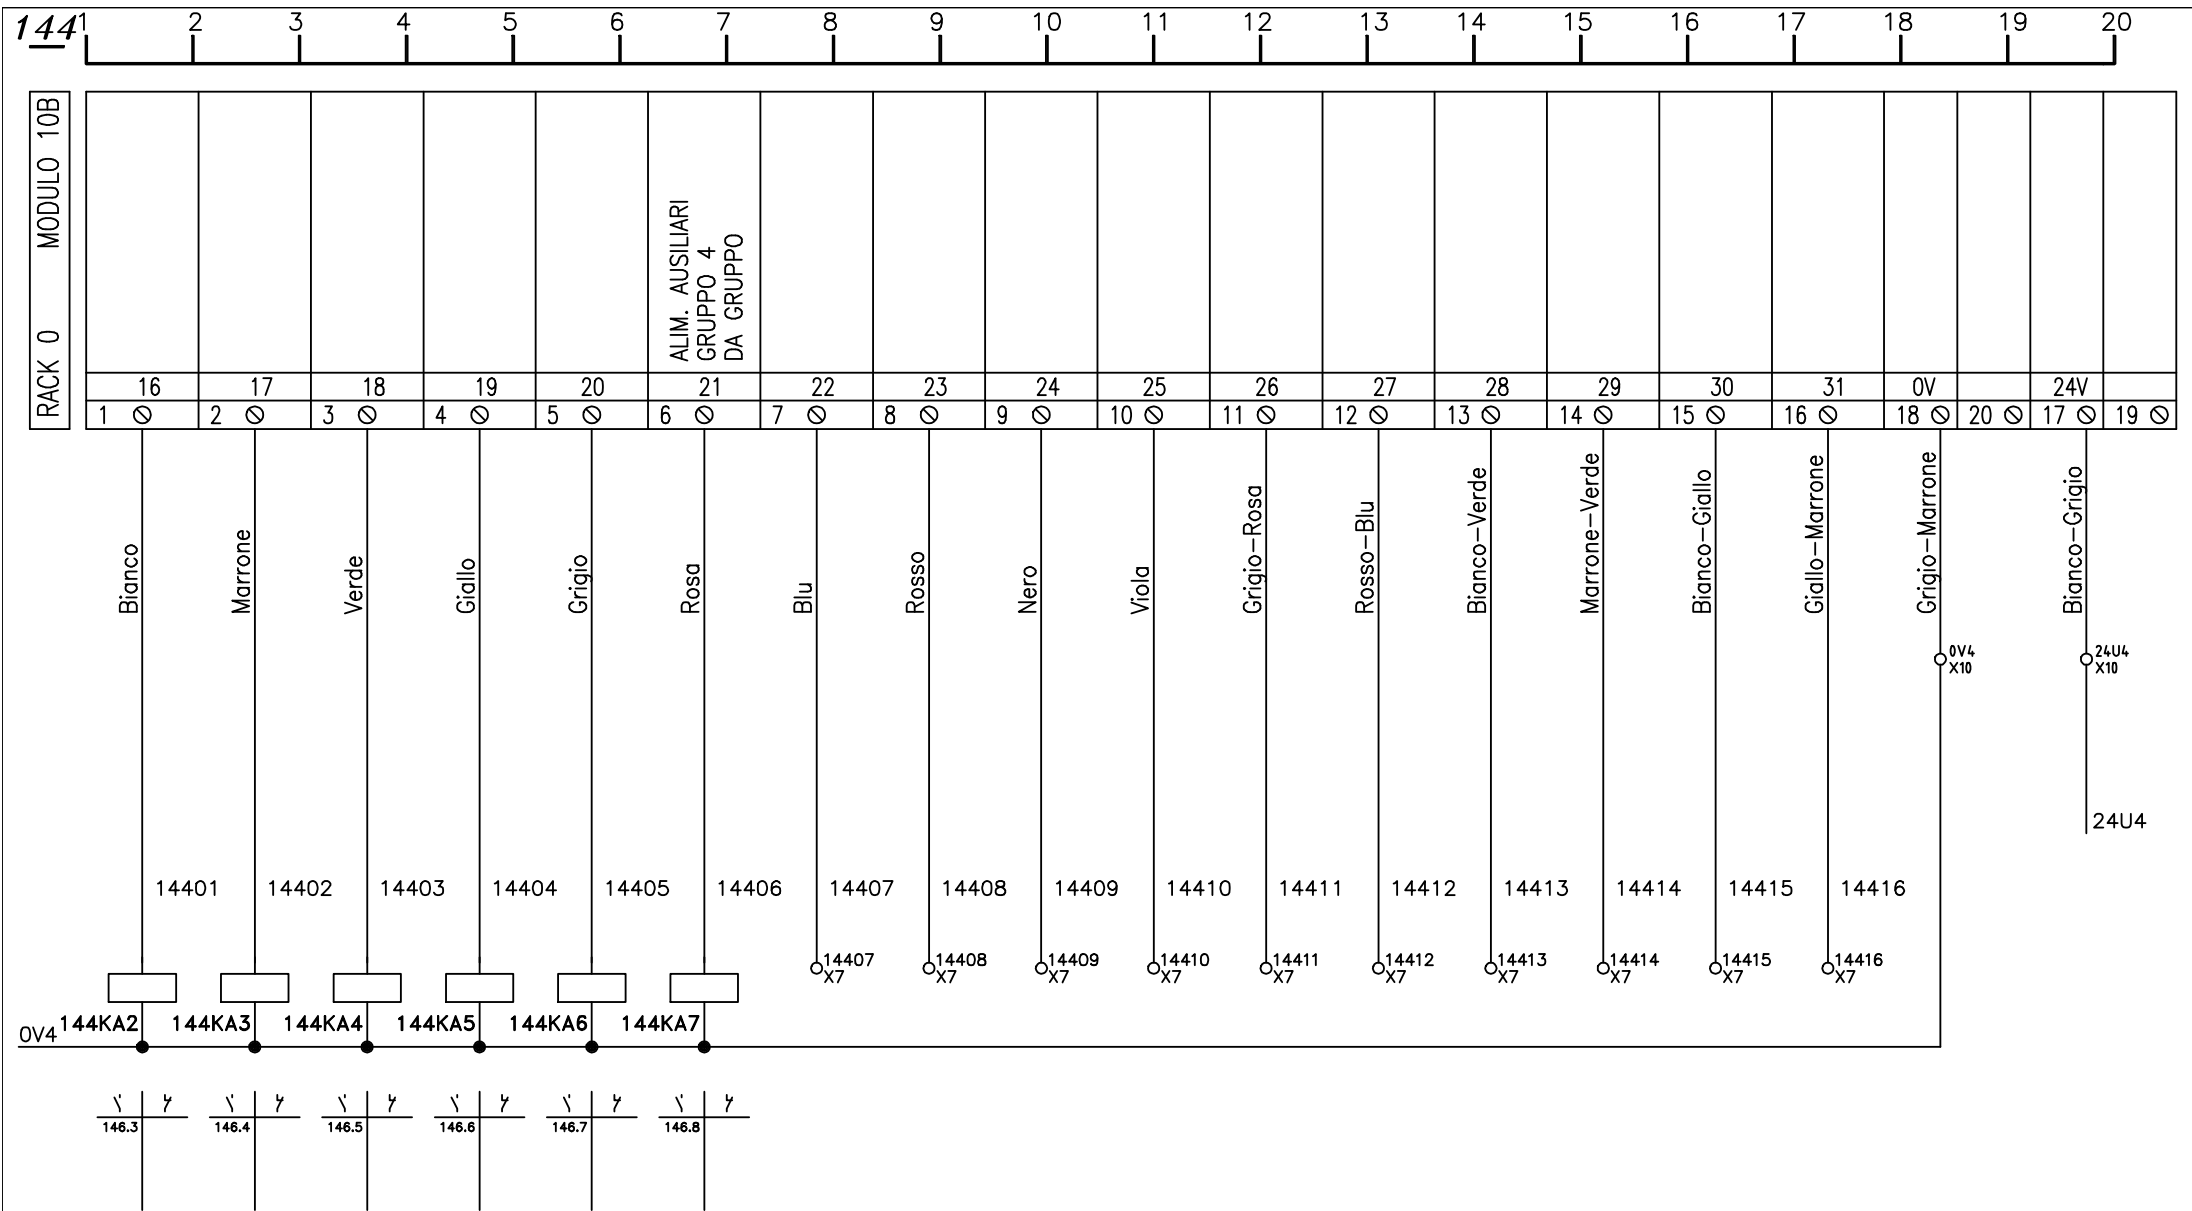 144
1 2 3 4 5 6 7 8 9 10 11 12 13 14 15 16 17 18 19 20
RACK 0 MODULO 10B
ALIM. AUSILIARI
GRUPPO 4
DA GRUPPO
16 17 18 19 20 21 22 23 24 25 26 27 28 29 30 31 0V 24V
1 2 3 4 5 6 7 8 9 10 11 12 13 14 15 16 18 20 17 19
Bianco
Marrone
Verde
Giallo
Grigio
Rosa
Blu
Rosso
Nero
Viola
Grigio-Rosa
Rosso-Blu
Bianco-Verde
Marrone-Verde
Bianco-Giallo
Giallo-Marrone
Grigio-Marrone
Bianco-Grigio
0V4
X10
24U4
X10
24U4
14401 14402 14403 14404 14405 14406 14407 14408 14409 14410 14411 14412 14413 14414 14415 14416
14407
X7
14408
X7
14409
X7
14410
X7
14411
X7
14412
X7
14413
X7
14414
X7
14415
X7
14416
X7
144KA2 144KA3 144KA4 144KA5 144KA6 144KA7
0V4
146.3 146.4 146.5 146.6 146.7 146.8